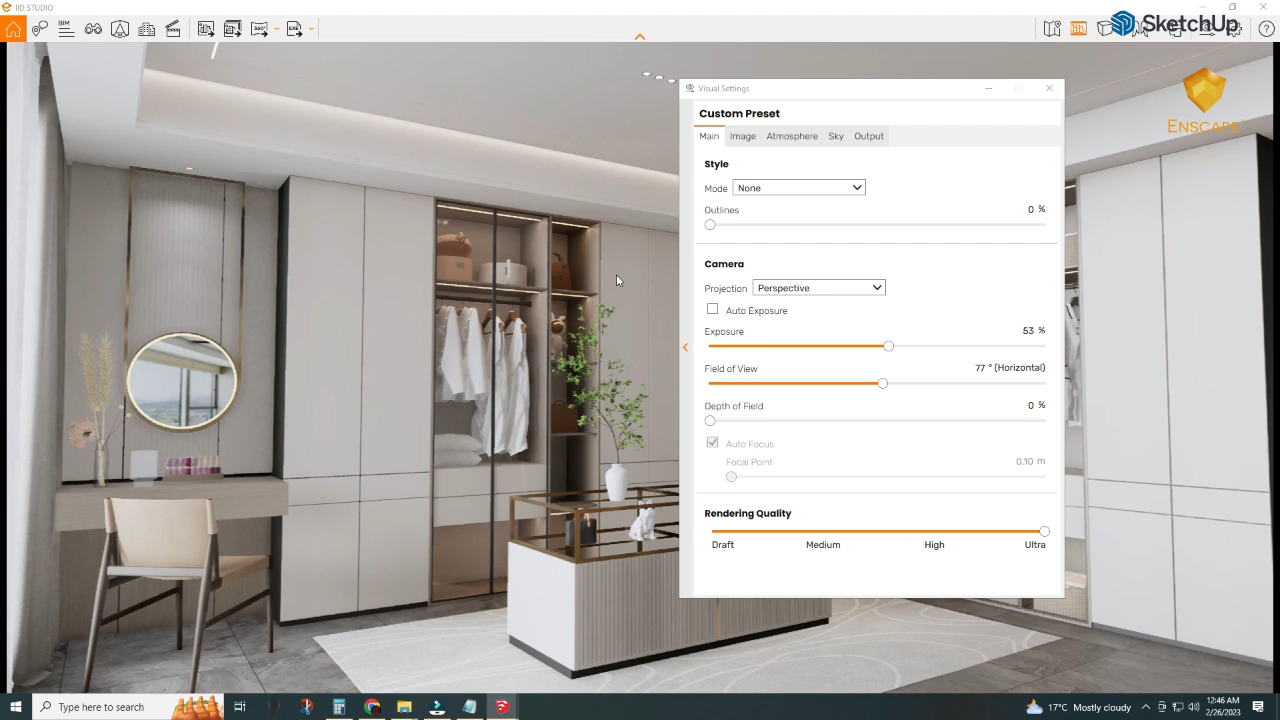 IID STUDIO
BIM
360°
EXE
SketchUp
ENSCAPE
Visual Settings
Custom Preset
Main Image Atmosphere Sky Output
Style
Mode None
Outlines 0 %
Camera
Projection Perspective
Auto Exposure
Exposure 53 %
Field of View 77 ° (Horizontal)
Depth of Field 0 %
Auto Focus
Focal Point 0.10 m
Rendering Quality
Draft Medium High Ultra
Type here to search
17°C Mostly cloudy
12:46 AM
2/26/2023